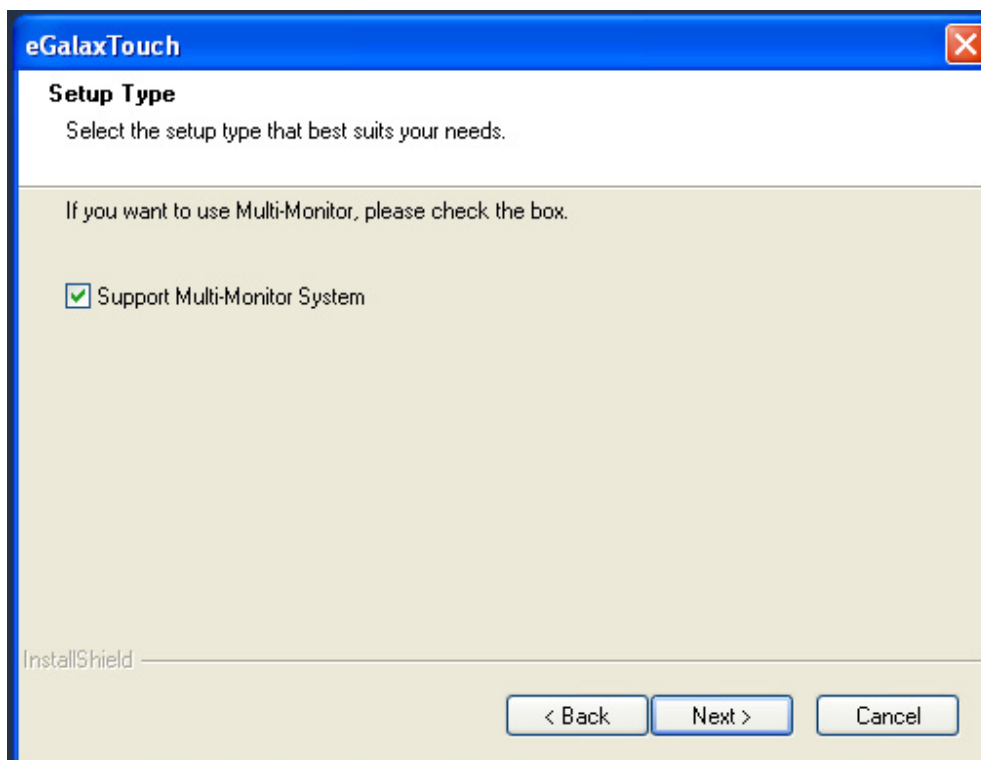 eGalaxTouch
Setup Type
Select the setup type that best suits your needs.
If you want to use Multi-Monitor, please check the box.
Support Multi-Monitor System
InstallShield
< Back Next > Cancel